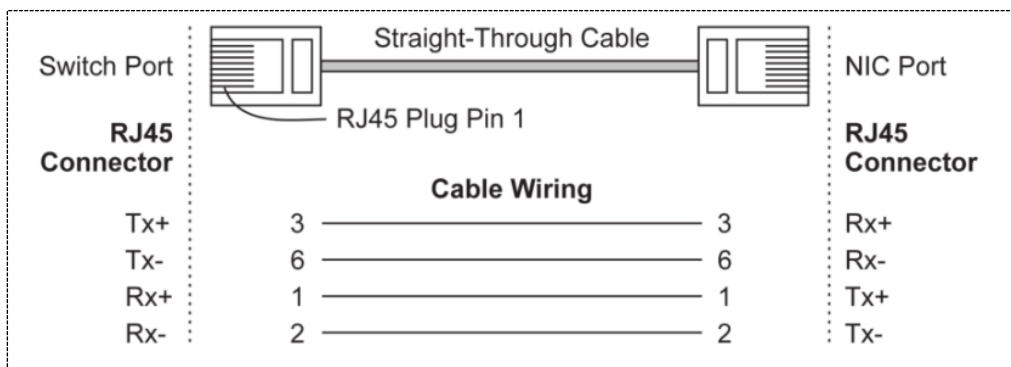 Straight-Through Cable
Switch Port NIC Port
RJ45 Plug Pin 1
RJ45 RJ45
Connector Connector
Cable Wiring
Tx+ 3 3 Rx+
Tx- 6 6 Rx-
Rx+ 1 1 Tx+
Rx- 2 2 Tx-